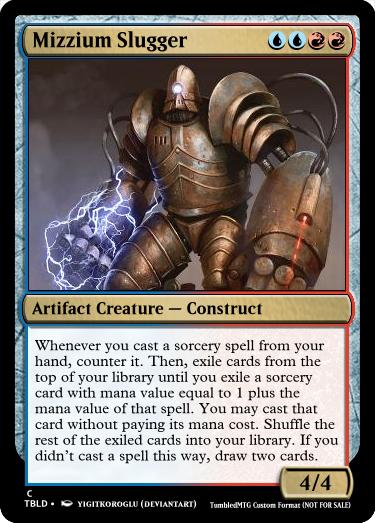 Mizzium Slugger
Artifact Creature — Construct
Whenever you cast a sorcery spell from your
hand, counter it. Then, exile cards from the
top of your library until you exile a sorcery
card with mana value equal to 1 plus the
mana value of that spell. You may cast that
card without paying its mana cost. Shuffle the
rest of the exiled cards into your library. If you
didn't cast a spell this way, draw two cards.
4/4
C
TBLD • YIGITKOROGLU (DEVIANTART)
TumbledMTG Custom Format (NOT FOR SALE)